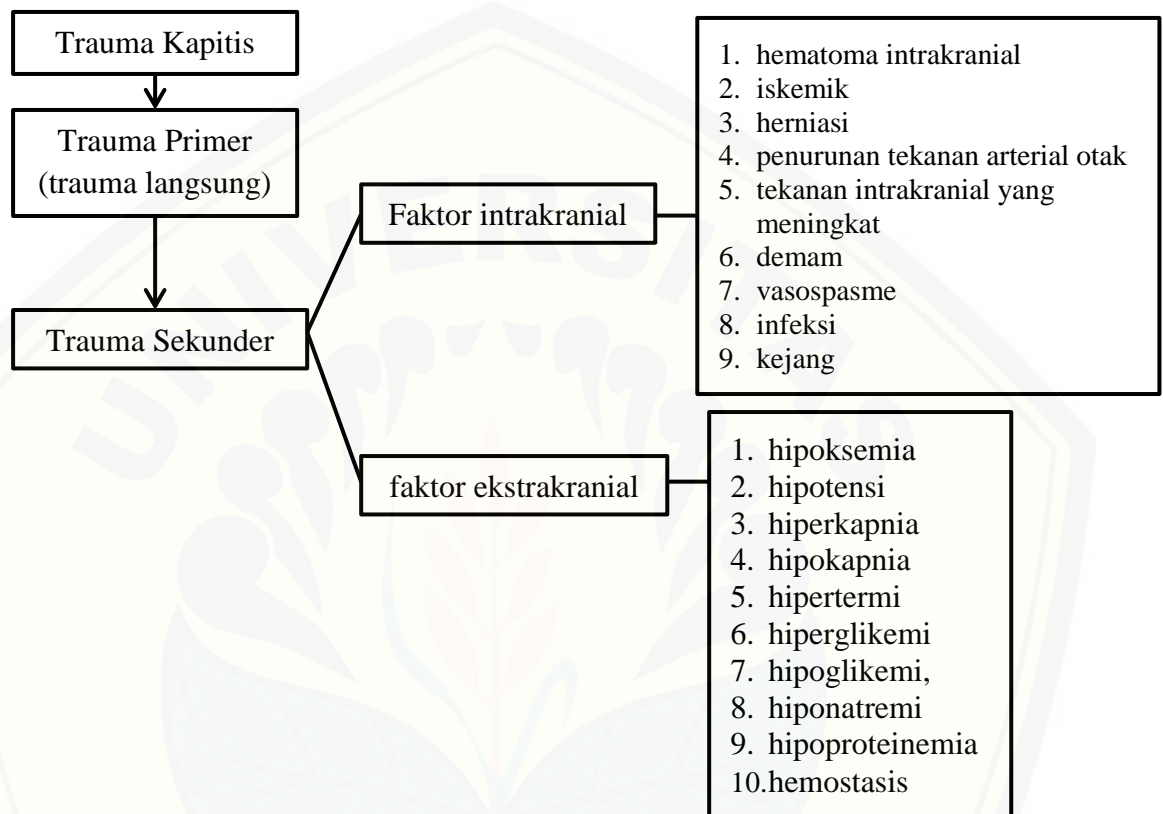 Trauma Kapitis
Trauma Primer
(trauma langsung)
Trauma Sekunder
Faktor intrakranial
1. hematoma intrakranial
2. iskemik
3. herniasi
4. penurunan tekanan arterial otak
5. tekanan intrakranial yang
meningkat
6. demam
7. vasospasme
8. infeksi
9. kejang
faktor ekstrakranial
1. hipoksemia
2. hipotensi
3. hiperkapnia
4. hipokapnia
5. hipertermi
6. hiperglikemi
7. hipoglikemi,
8. hiponatremi
9. hipoproteinemia
10.hemostasis
UNIVERSITAS